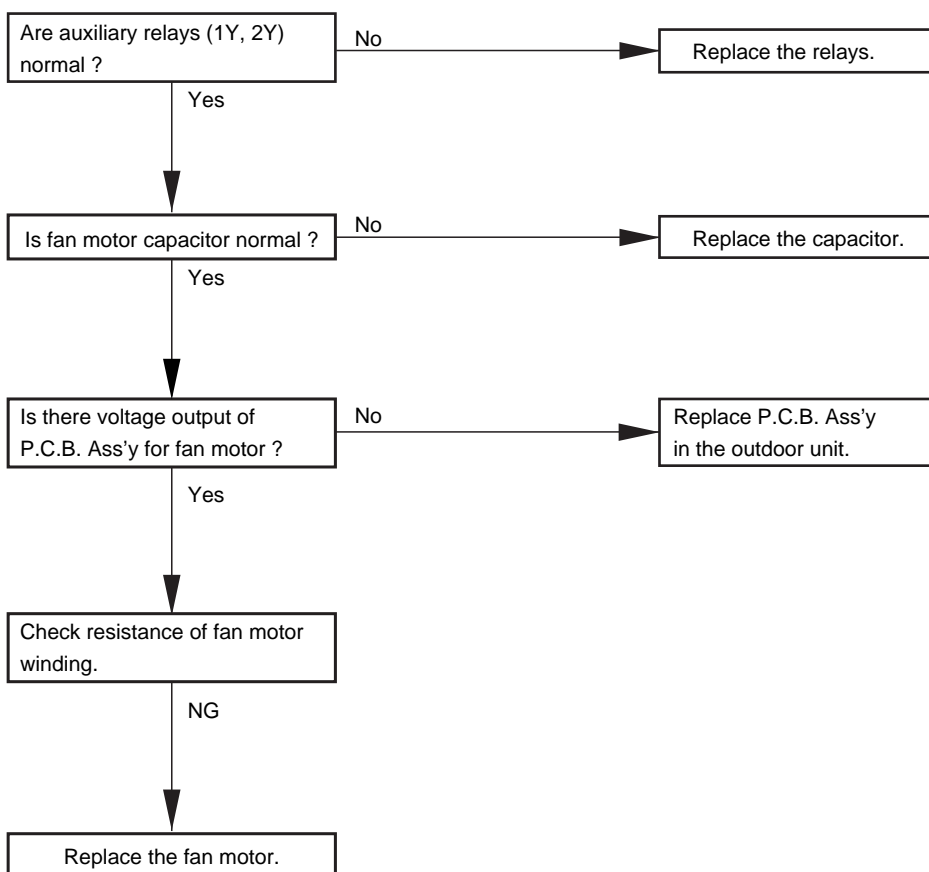 Are auxiliary relays (1Y, 2Y)
normal ?
No
Replace the relays.
Yes
Is fan motor capacitor normal ?
No
Replace the capacitor.
Yes
Is there voltage output of
P.C.B. Ass'y for fan motor ?
No
Replace P.C.B. Ass'y
in the outdoor unit.
Yes
Check resistance of fan motor
winding.
NG
Replace the fan motor.